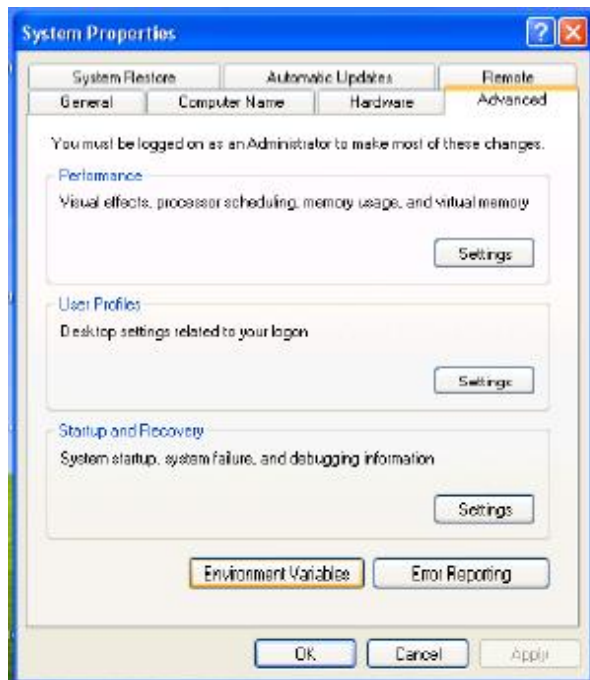 System Properties
System Restore
Automatic Updates
Remote
General
Computer Name
Hardware
Advanced
You must be logged on as an Administrator to make most of these changes.
Performance
Visual effects, processor scheduling, memory usage, and virtual memory
Settings
User Profiles
Desktop settings related to your logon
Settings
Startup and Recovery
System startup, system failure, and debugging information
Settings
Environment Variables
Error Reporting
OK
Cancel
Apply